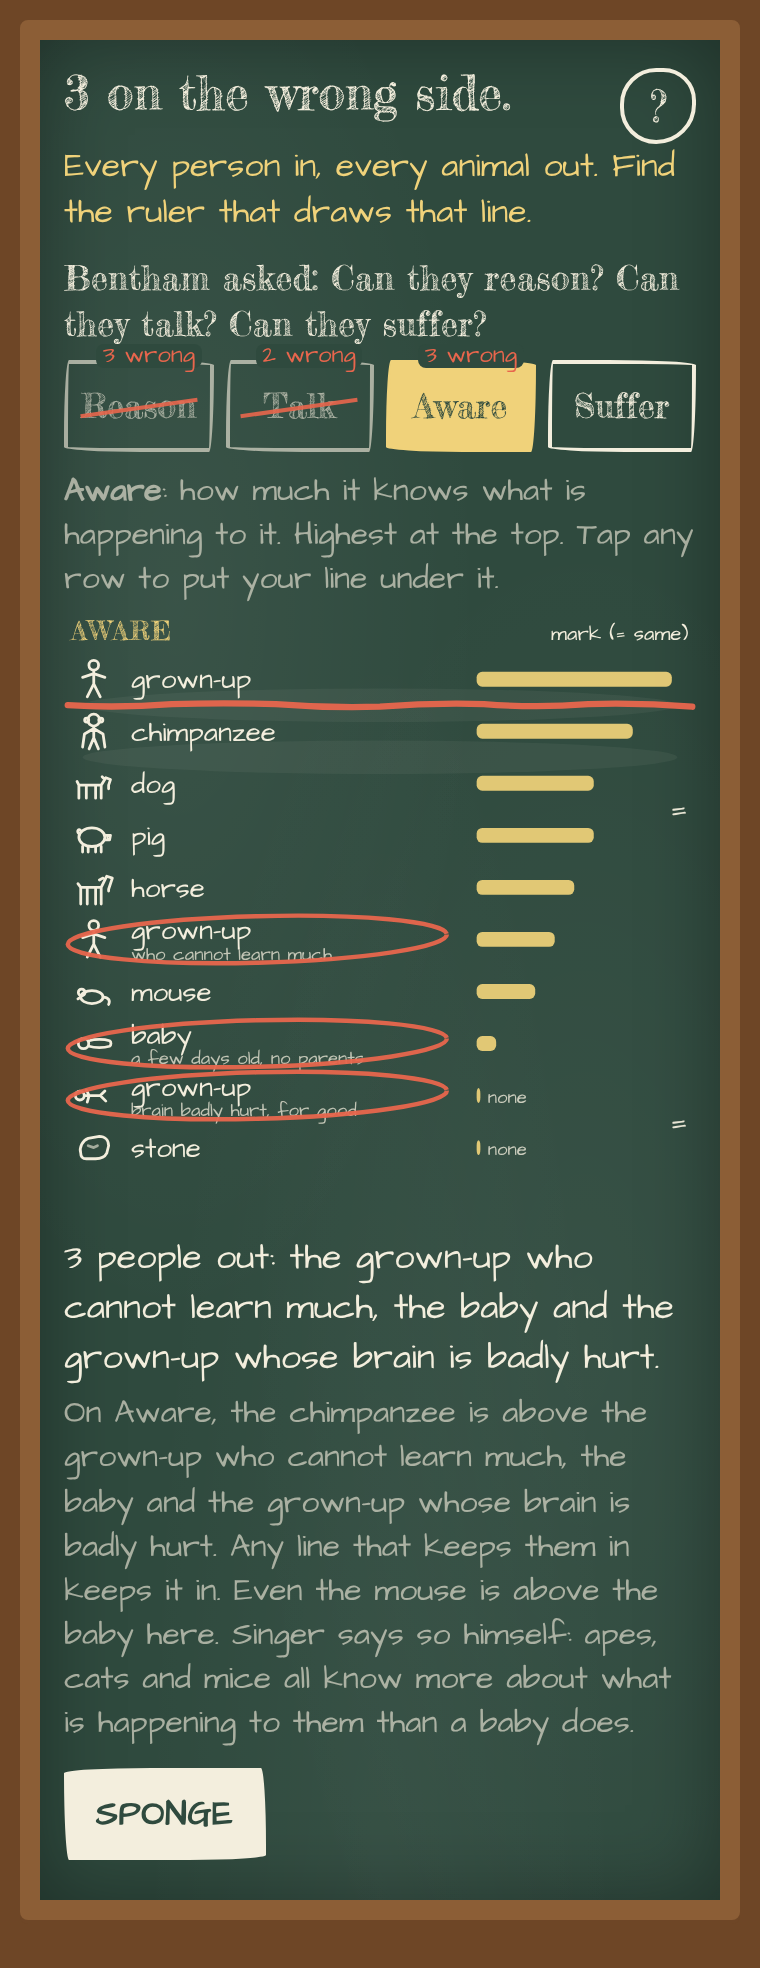 3 on the wrong side.
?
Every person in, every animal out. Find
the ruler that draws that line.
Bentham asked: Can they reason? Can
they talk? Can they suffer?
3 wrong
2 wrong
3 wrong
Reason
Talk
Aware
Suffer
Aware: how much it knows what is
happening to it. Highest at the top. Tap any
row to put your line under it.
AWARE
mark (= same)
grown-up
chimpanzee
dog
=
pig
horse
grown-up
who cannot learn much
mouse
baby
a few days old, no parents
grown-up
brain badly hurt, for good
none
=
stone
none
3 people out: the grown-up who
cannot learn much, the baby and the
grown-up whose brain is badly hurt.
On Aware, the chimpanzee is above the
grown-up who cannot learn much, the
baby and the grown-up whose brain is
badly hurt. Any line that keeps them in
keeps it in. Even the mouse is above the
baby here. Singer says so himself: apes,
cats and mice all know more about what
is happening to them than a baby does.
SPONGE